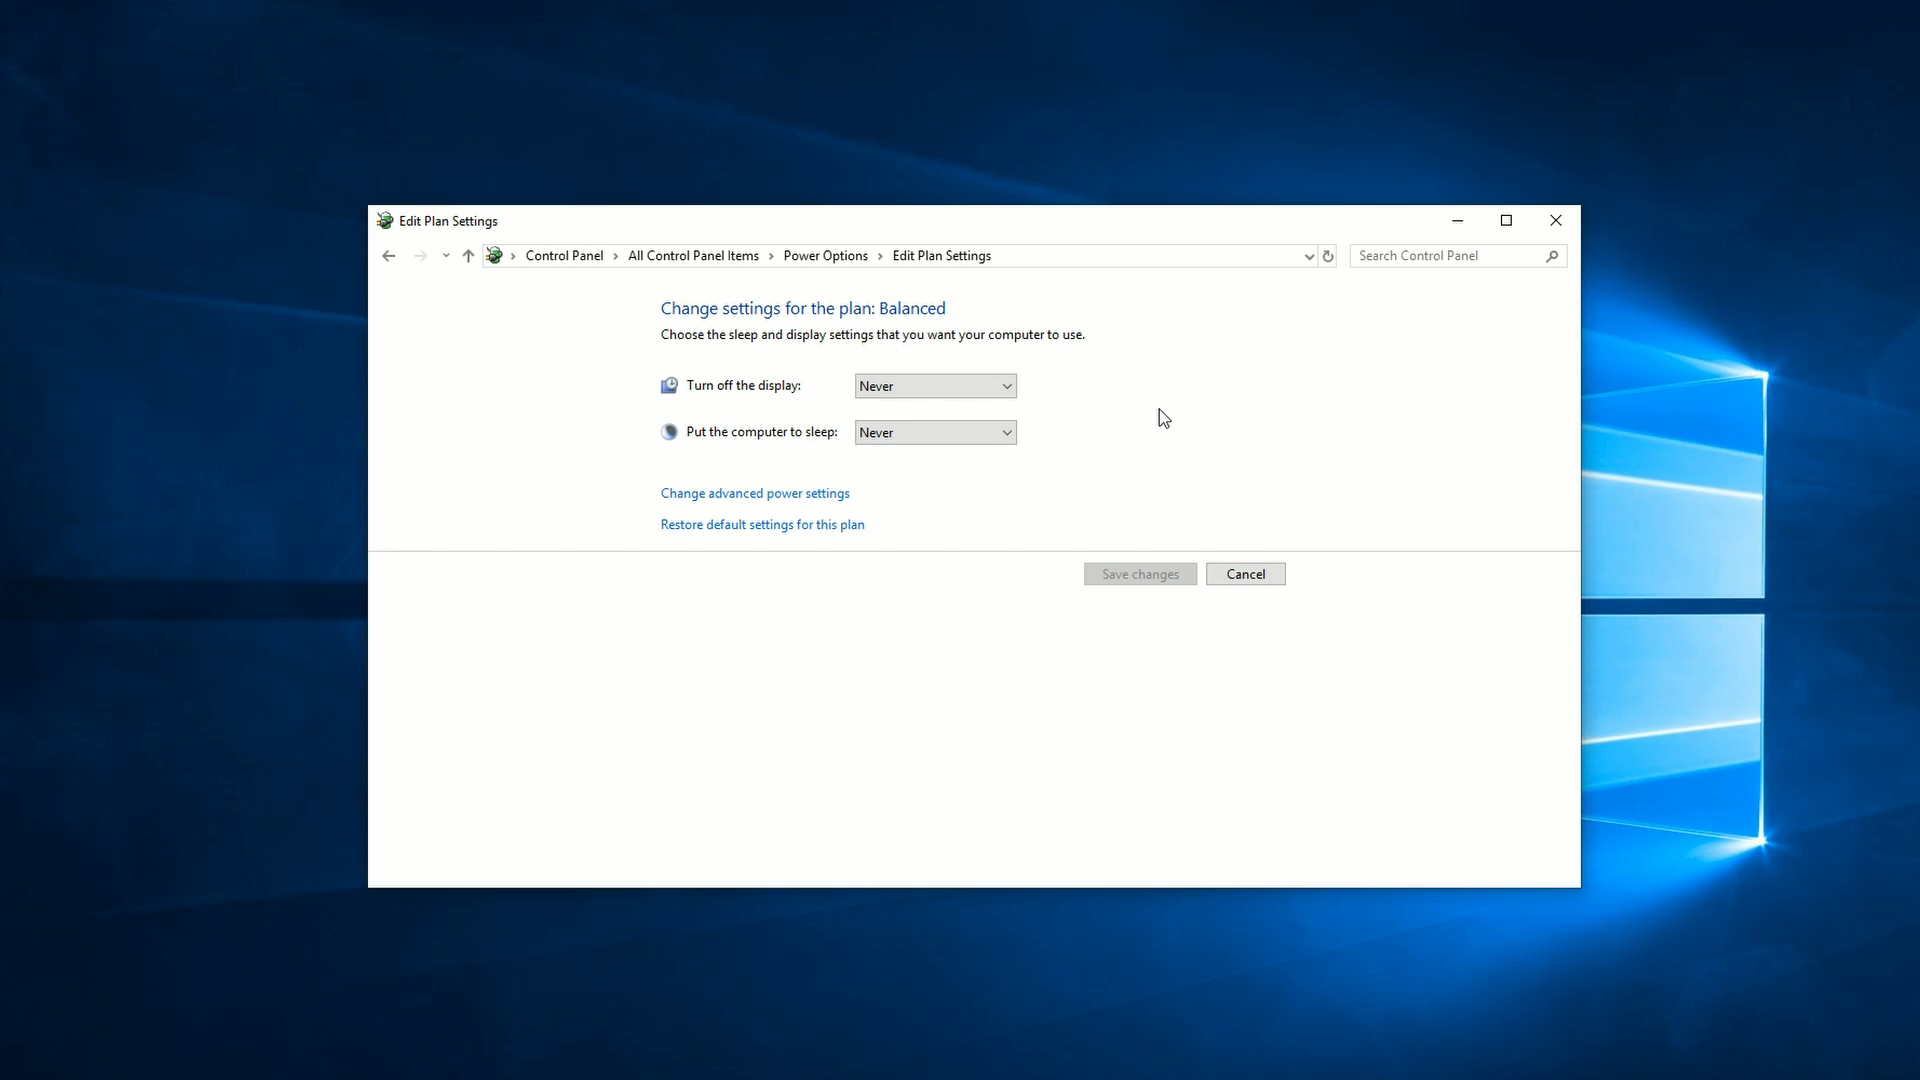 Edit Plan Settings
Control Panel › All Control Panel Items › Power Options › Edit Plan Settings
Search Control Panel
Change settings for the plan: Balanced
Choose the sleep and display settings that you want your computer to use.
Turn off the display: Never
Put the computer to sleep: Never
Change advanced power settings
Restore default settings for this plan
Save changes Cancel